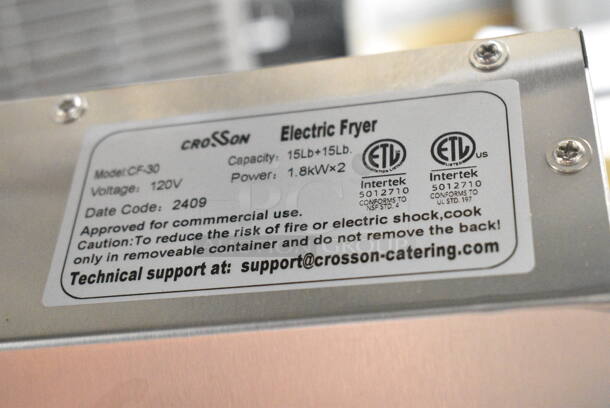 CROSSON Electric Fryer
Model:CF-30 Capacity: 15Lb+15Lb.
Voltage: 120V Power: 1.8kW×2
Date Code: 2409
ETL
Intertek
5012710
CONFORMS TO
NSF STD. 4
ETL US
Intertek
5012710
CONFORMS TO
UL STD. 197
Approved for commmercial use.
Caution:To reduce the risk of fire or electric shock,cook
only in removeable container and do not remove the back!
Technical support at: support@crosson-catering.com